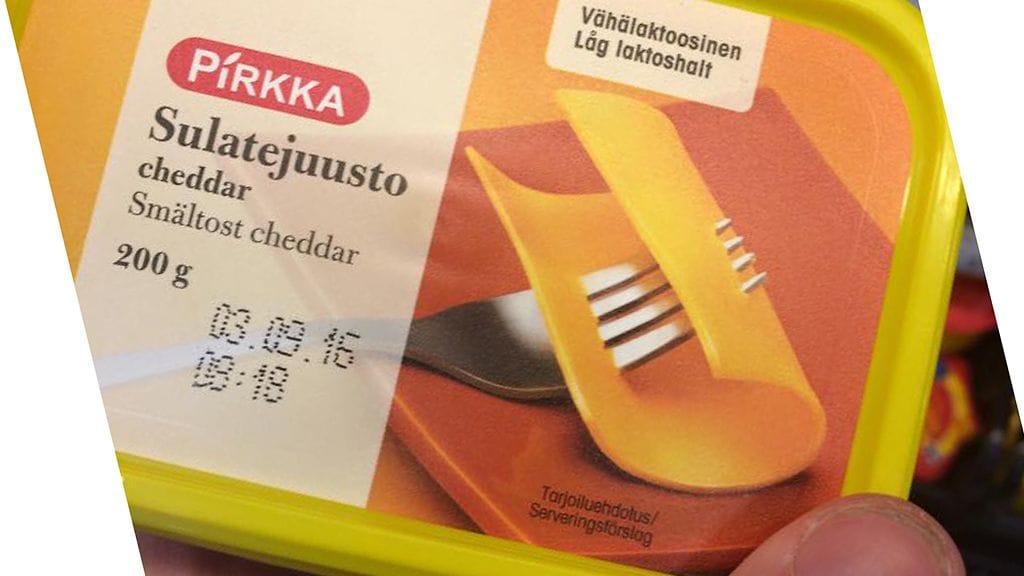 PIRKKA
Sulatejuusto
cheddar
Smältost cheddar
200 g
03.09.16
09:18
Vähälaktoosinen
Låg laktoshalt
Tarjoiluehdotus/
Serveringsförslag